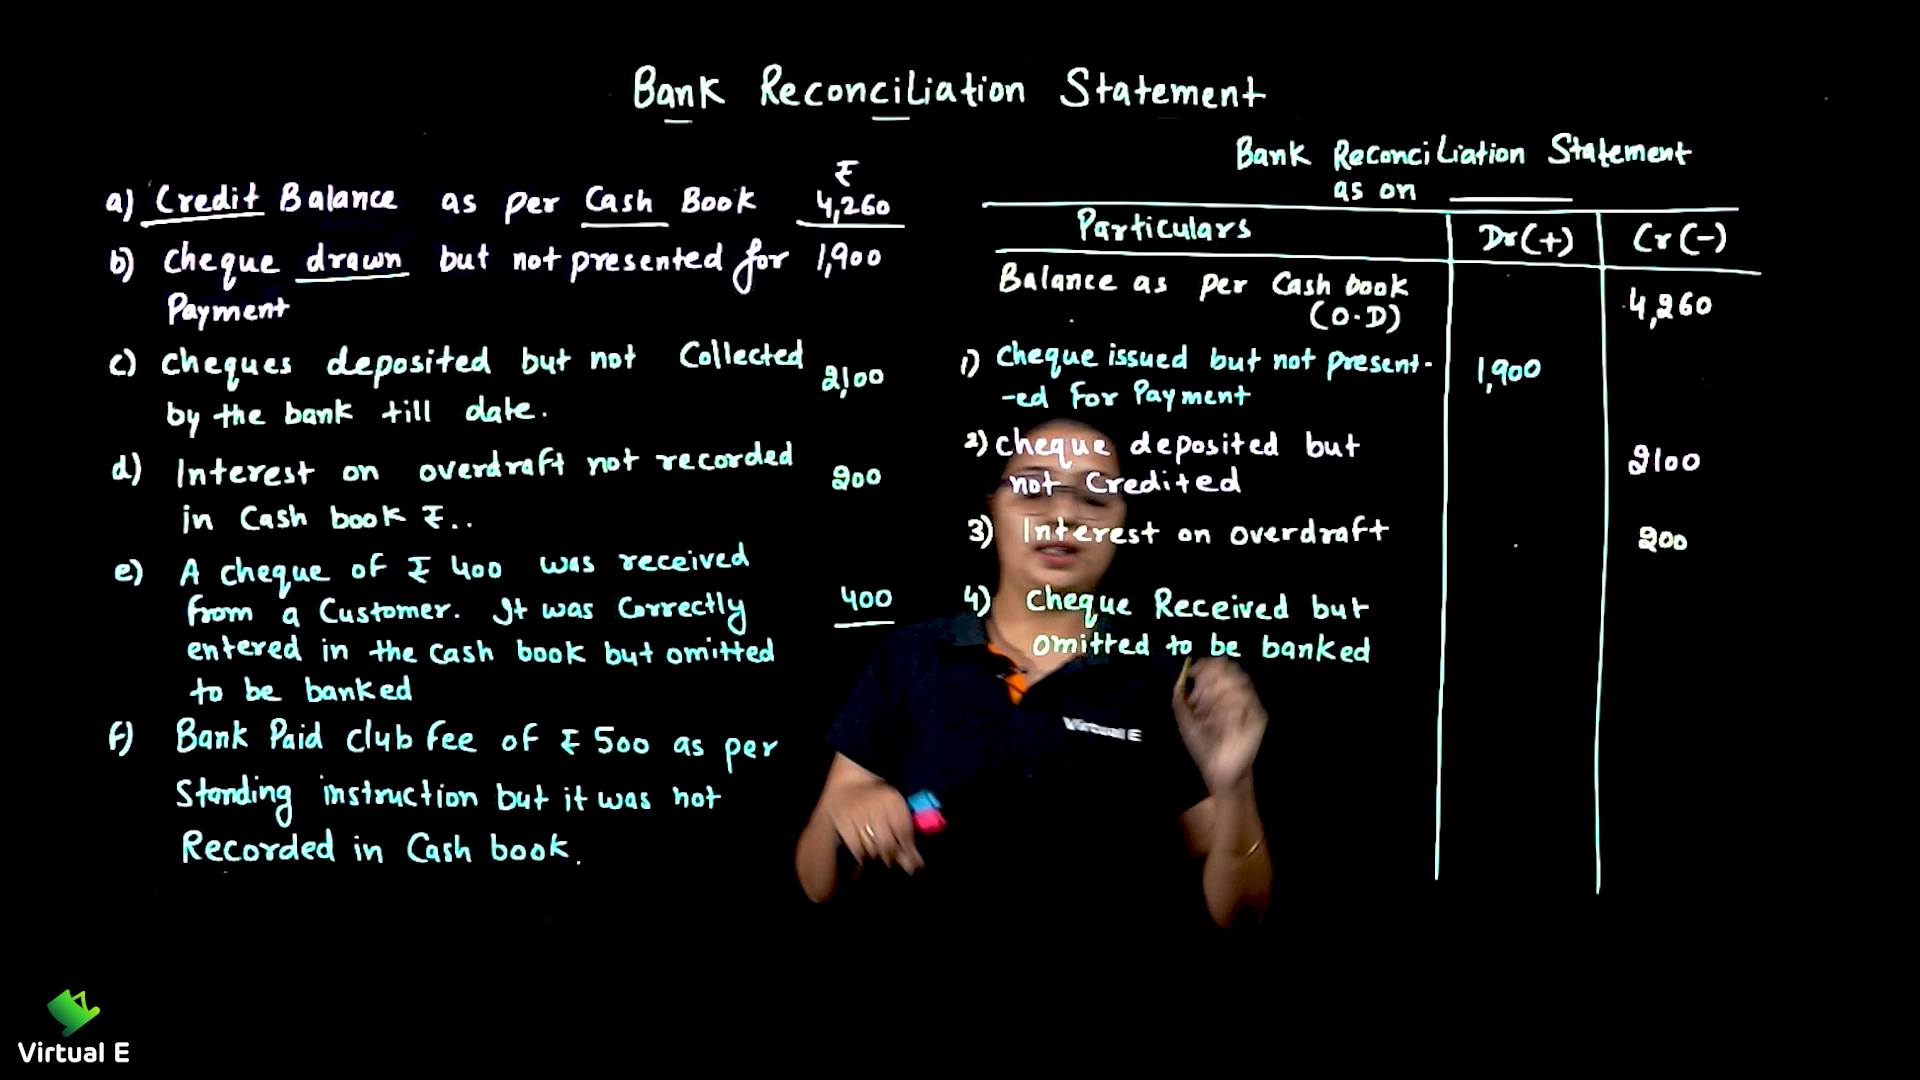 Bank Reconciliation Statement
₹
a) Credit Balance as per Cash Book 4,260
b) cheque drawn but not presented for 1,900
Payment
c) cheques deposited but not Collected
by the bank till date. 2,100
d) Interest on overdraft not recorded
in Cash book ₹.. 200
e) A cheque of ₹ 400 was received
from a Customer. It was Correctly 400
entered in the cash book but omitted
to be banked
f) Bank Paid club fee of ₹ 500 as per
Standing instruction but it was not
Recorded in Cash book.
Bank Reconciliation Statement
as on
Particulars Dr(+) Cr(-)
Balance as per Cash book
(O.D) 4,260
1) Cheque issued but not present- 1,900
-ed For Payment
2) cheque deposited but
not Credited 2100
3) Interest on overdraft 200
4) Cheque Received but
omitted to be banked
Virtual E
Virtual E